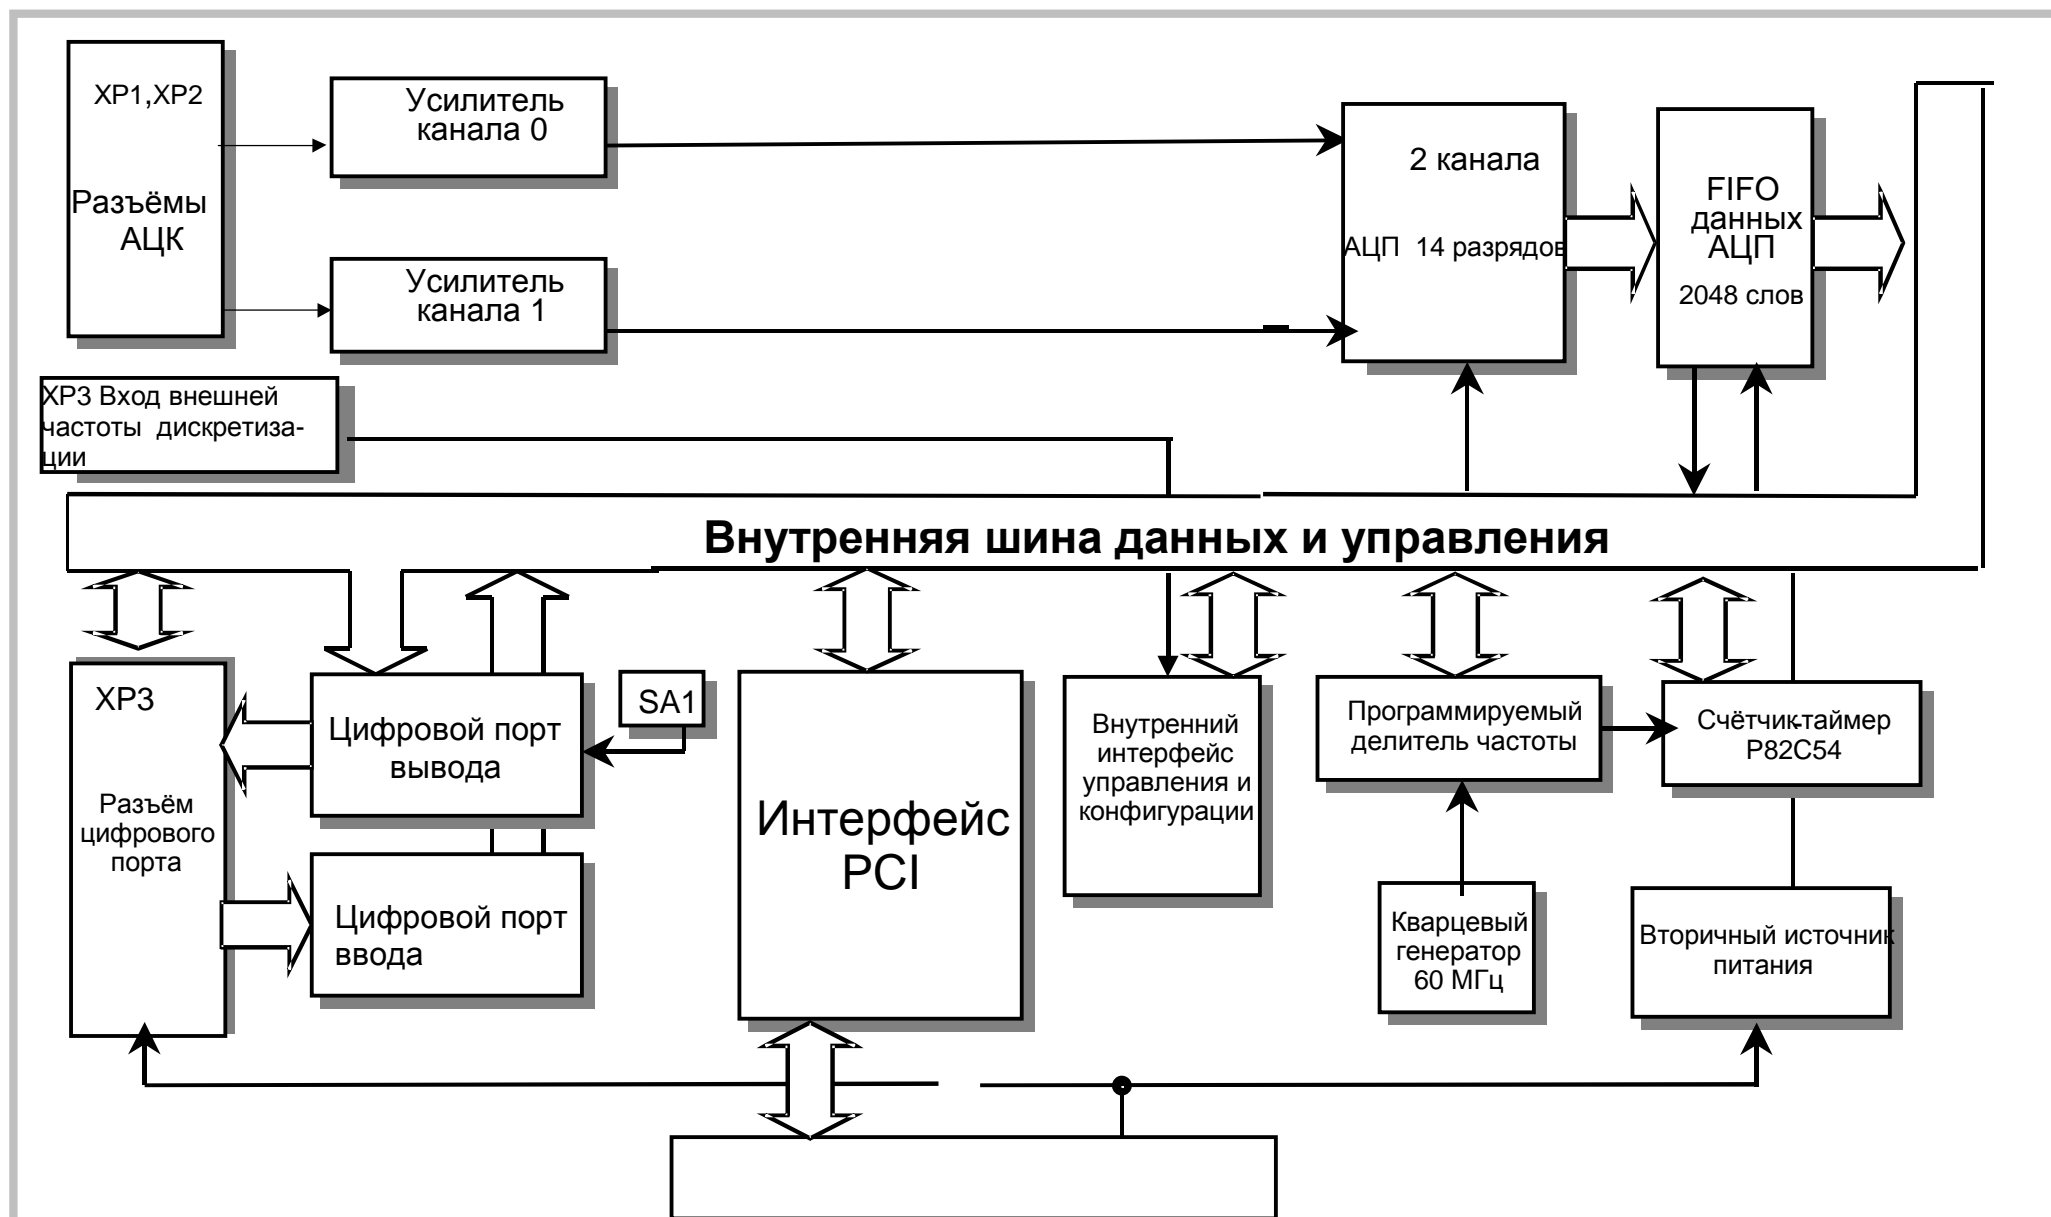 XP1,XP2
Разъёмы
АЦК
Усилитель
канала 0
Усилитель
канала 1
2 канала
АЦП 14 разрядов
FIFO
данных
АЦП
2048 слов
XP3 Вход внешней
частоты дискретиза-
ции
Внутренняя шина данных и управления
XP3
Разъём
цифрового
порта
Цифровой порт
вывода
SA1
Цифровой порт
ввода
Интерфейс
PCI
Внутренний
интерфейс
управления и
конфигурации
Программируемый
делитель частоты
Счётчик-таймер
P82C54
Кварцевый
генератор
60 МГц
Вторичный источник
питания